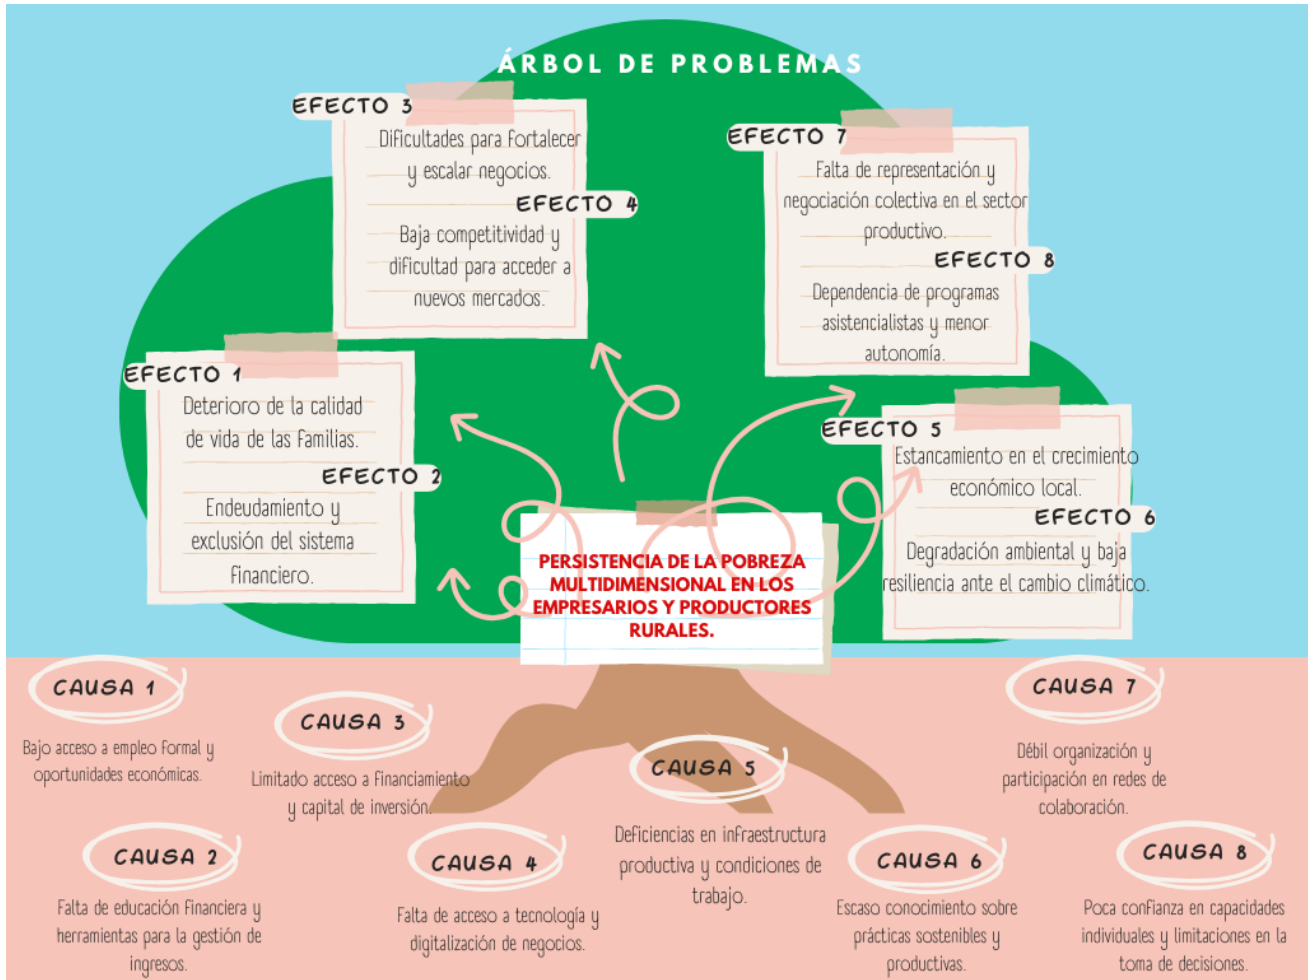 ÁRBOL DE PROBLEMAS
EFECTO 3
Dificultades para fortalecer
y escalar negocios.
EFECTO 4
Baja competitividad y
dificultad para acceder a
nuevos mercados.
EFECTO 7
Falta de representación y
negociación colectiva en el sector
productivo.
EFECTO 8
Dependencia de programas
asistencialistas y menor
autonomía.
EFECTO 1
Deterioro de la calidad
de vida de las familias.
EFECTO 2
Endeudamiento y
exclusión del sistema
financiero.
EFECTO 5
Estancamiento en el crecimiento
económico local.
EFECTO 6
Degradación ambiental y baja
resiliencia ante el cambio climático.
PERSISTENCIA DE LA POBREZA
MULTIDIMENSIONAL EN LOS
EMPRESARIOS Y PRODUCTORES
RURALES.
CAUSA 1
Bajo acceso a empleo formal y
oportunidades económicas.
CAUSA 2
Falta de educación financiera y
herramientas para la gestión de
ingresos.
CAUSA 3
Limitado acceso a financiamiento
y capital de inversión.
CAUSA 4
Falta de acceso a tecnología y
digitalización de negocios.
CAUSA 5
Deficiencias en infraestructura
productiva y condiciones de
trabajo.
CAUSA 6
Escaso conocimiento sobre
prácticas sostenibles y
productivas.
CAUSA 7
Débil organización y
participación en redes de
colaboración.
CAUSA 8
Poca confianza en capacidades
individuales y limitaciones en la
toma de decisiones.